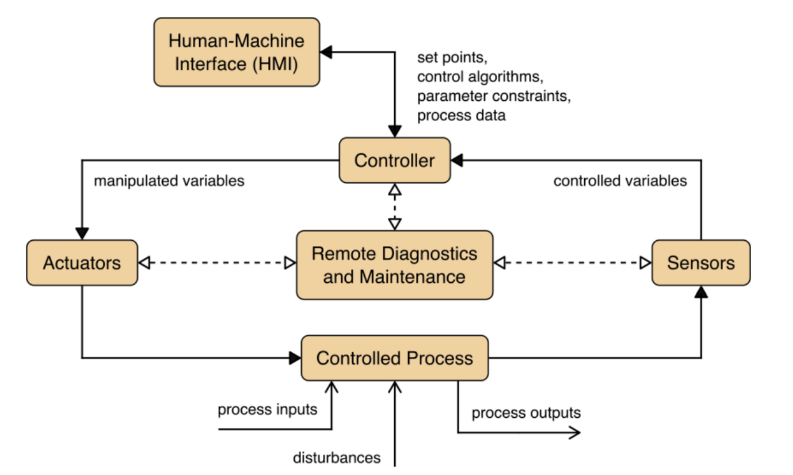 Human-Machine
Interface (HMI)
set points,
control algorithms,
parameter constraints,
process data
Controller
manipulated variables
controlled variables
Actuators
Remote Diagnostics
and Maintenance
Sensors
Controlled Process
process inputs
process outputs
disturbances